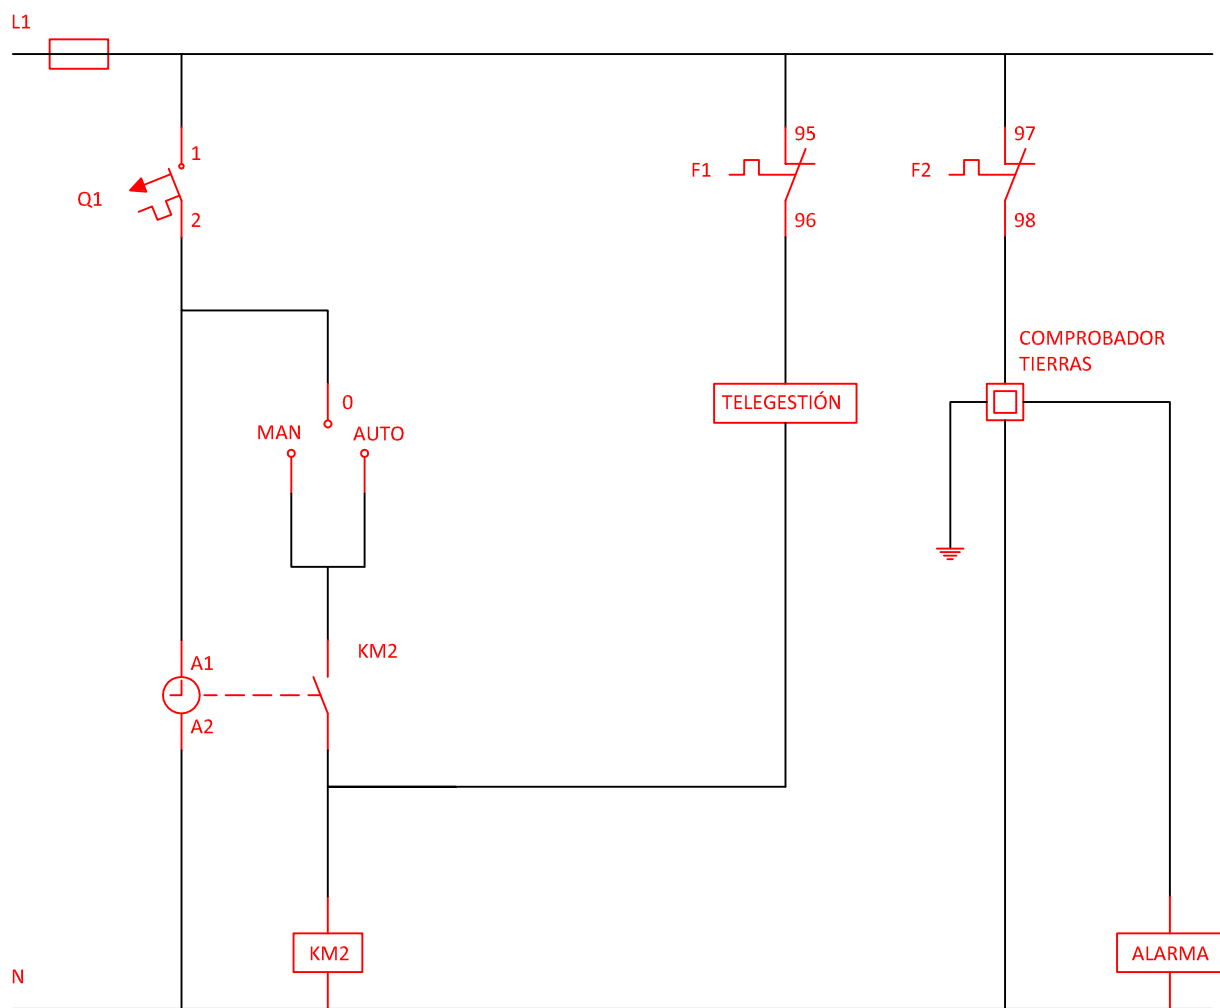 L1
1
Q1
2
95
F1
96
97
F2
98
COMPROBADOR
TIERRAS
0
MAN
AUTO
TELEGESTIÓN
KM2
A1
A2
KM2
ALARMA
N